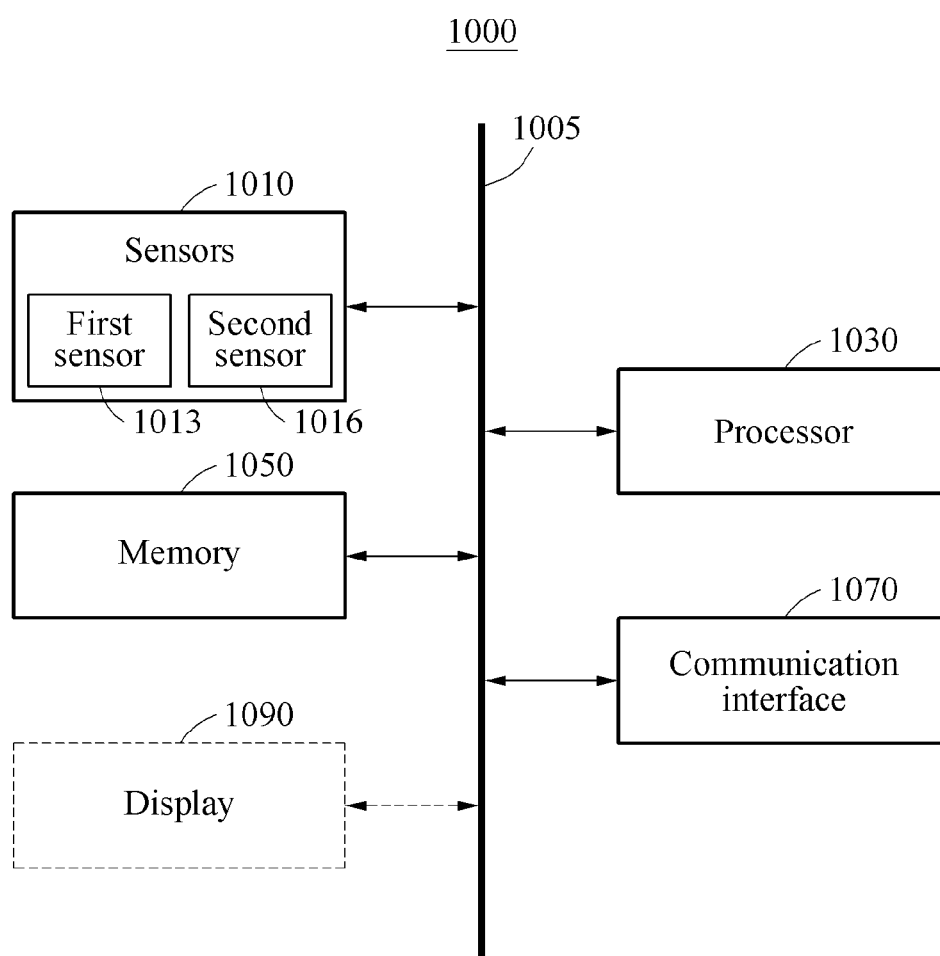 1000
1005
1010
Sensors
First
sensor
Second
sensor
1013
1016
1030
Processor
1050
Memory
1070
Communication
interface
1090
Display